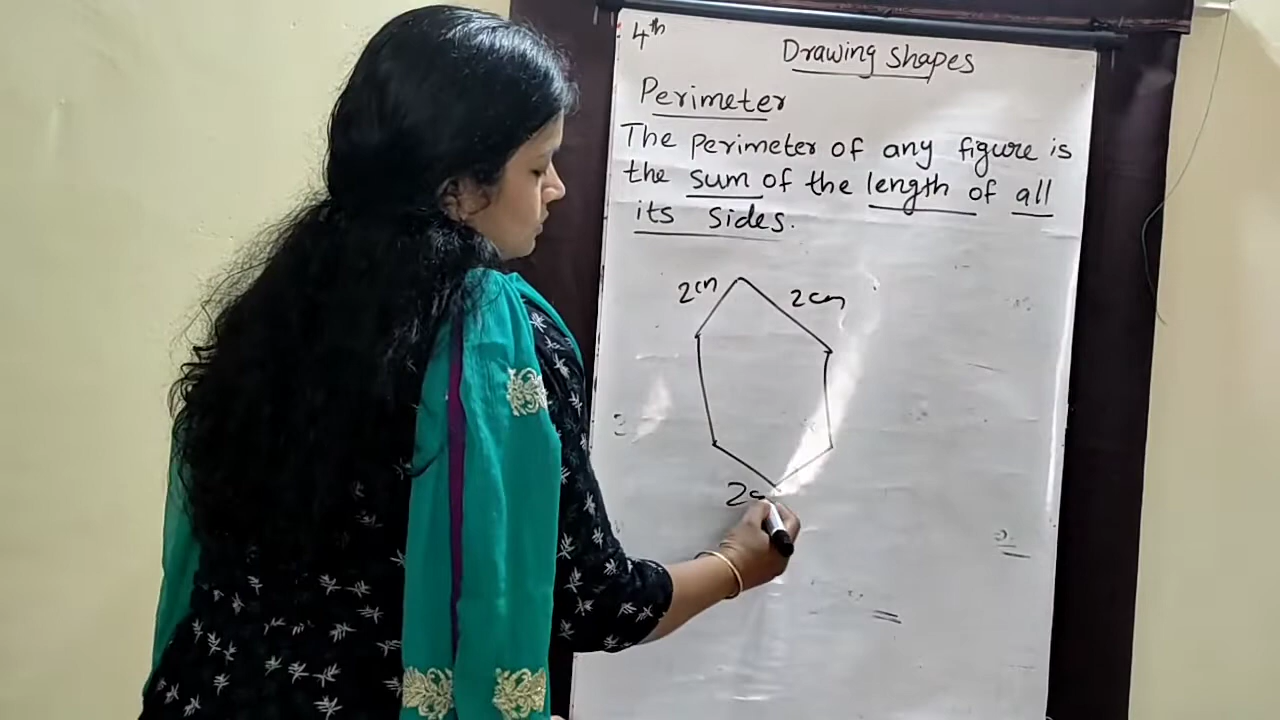 4th
Drawing shapes
Perimeter
The perimeter of any figure is
the sum of the length of all
its sides.
2cm
2cm
2c